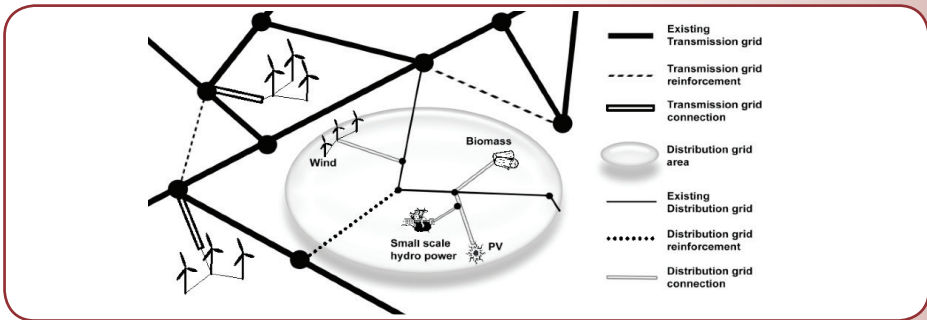 Wind
Biomass
Small scale
hydro power
PV
Existing
Transmission grid
Transmission grid
reinforcement
Transmission grid
connection
Distribution grid
area
Existing
Distribution grid
Distribution grid
reinforcement
Distribution grid
connection